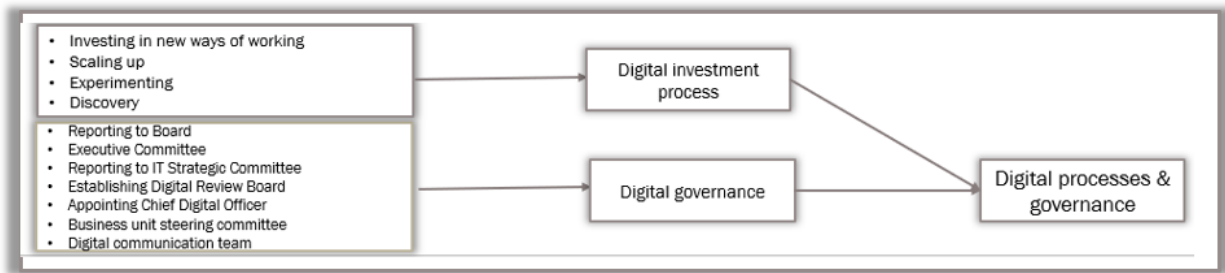 • Investing in new ways of working
• Scaling up
• Experimenting
• Discovery
Digital investment
process
• Reporting to Board
• Executive Committee
• Reporting to IT Strategic Committee
• Establishing Digital Review Board
• Appointing Chief Digital Officer
• Business unit steering committee
• Digital communication team
Digital governance
Digital processes &
governance